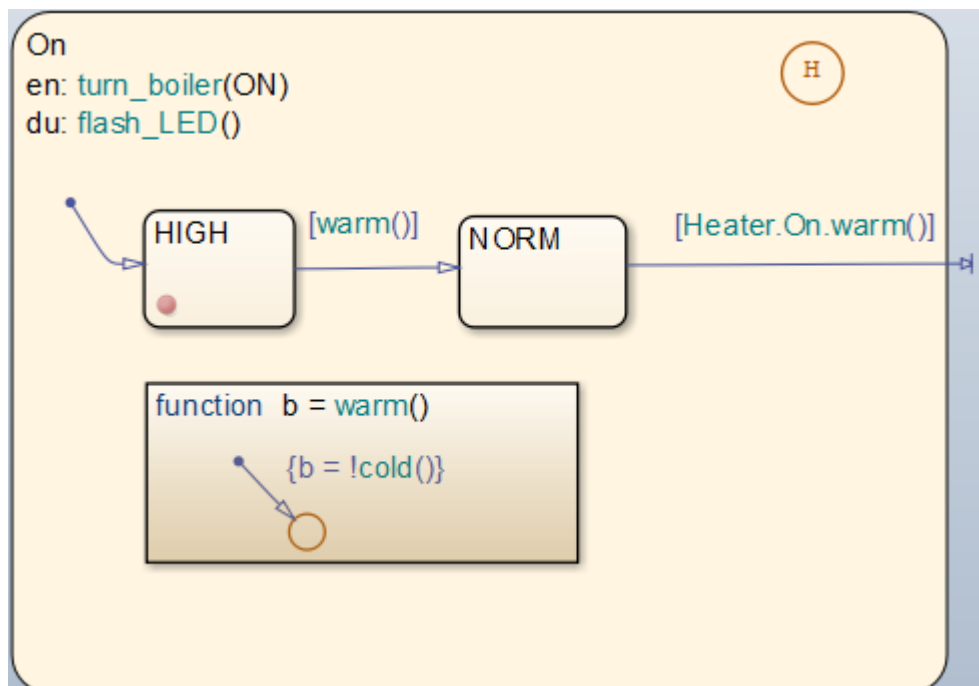 On
en: turn_boiler(ON)
du: flash_LED()
H
HIGH
[warm()]
NORM
[Heater.On.warm()]
function b = warm()
{b = !cold()}